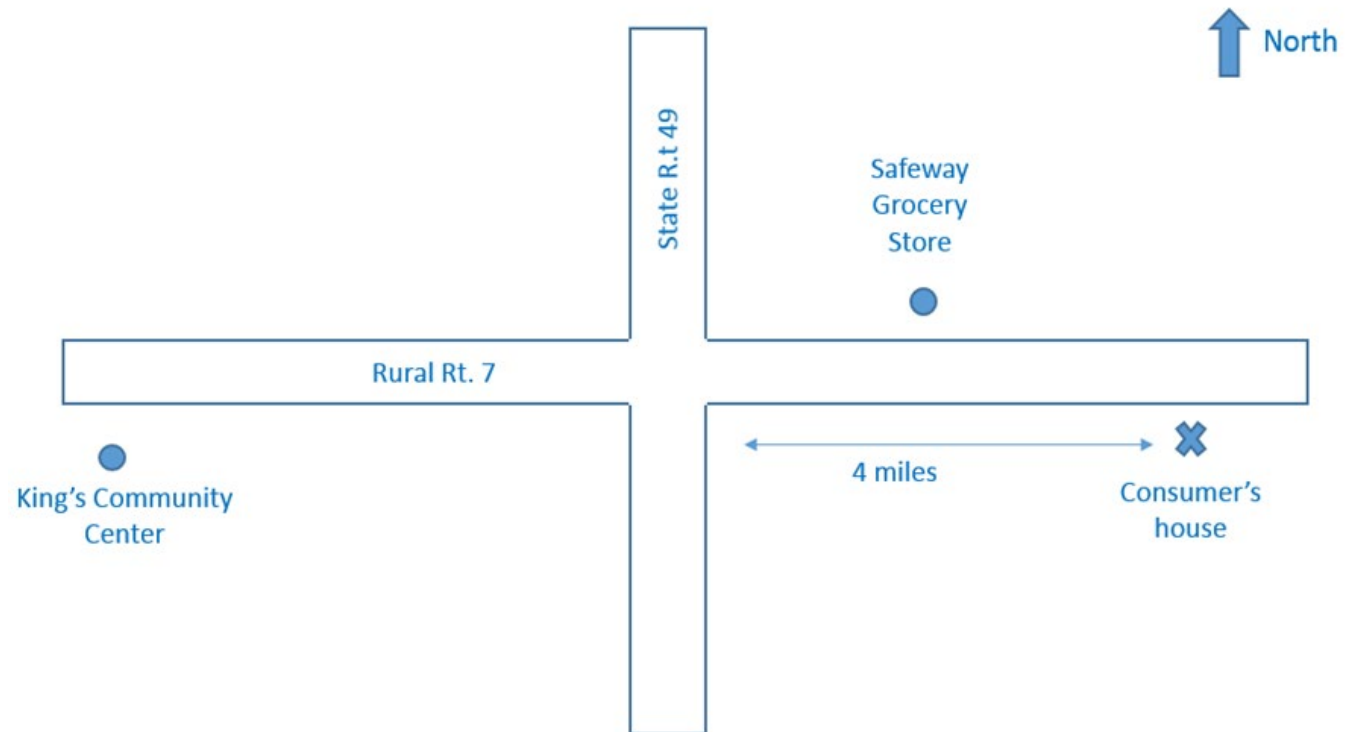 North
State R.t 49
Safeway
Grocery
Store
Rural Rt. 7
4 miles
King’s Community
Center
Consumer’s
house